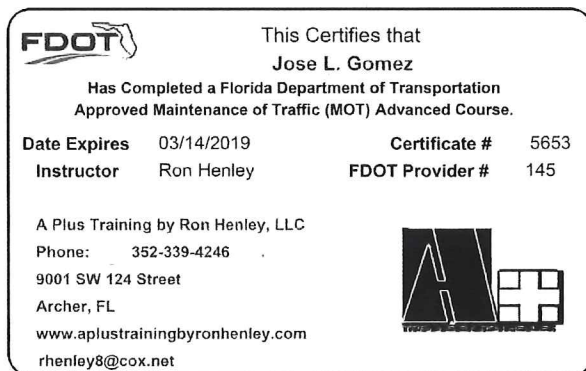 FDOT
This Certifies that
Jose L. Gomez
Has Completed a Florida Department of Transportation
Approved Maintenance of Traffic (MOT) Advanced Course.
Date Expires 03/14/2019 Certificate # 5653
Instructor Ron Henley FDOT Provider # 145
A Plus Training by Ron Henley, LLC
Phone: 352-339-4246
9001 SW 124 Street
Archer, FL
www.aplustrainingbyronhenley.com
rhenley8@cox.net
A